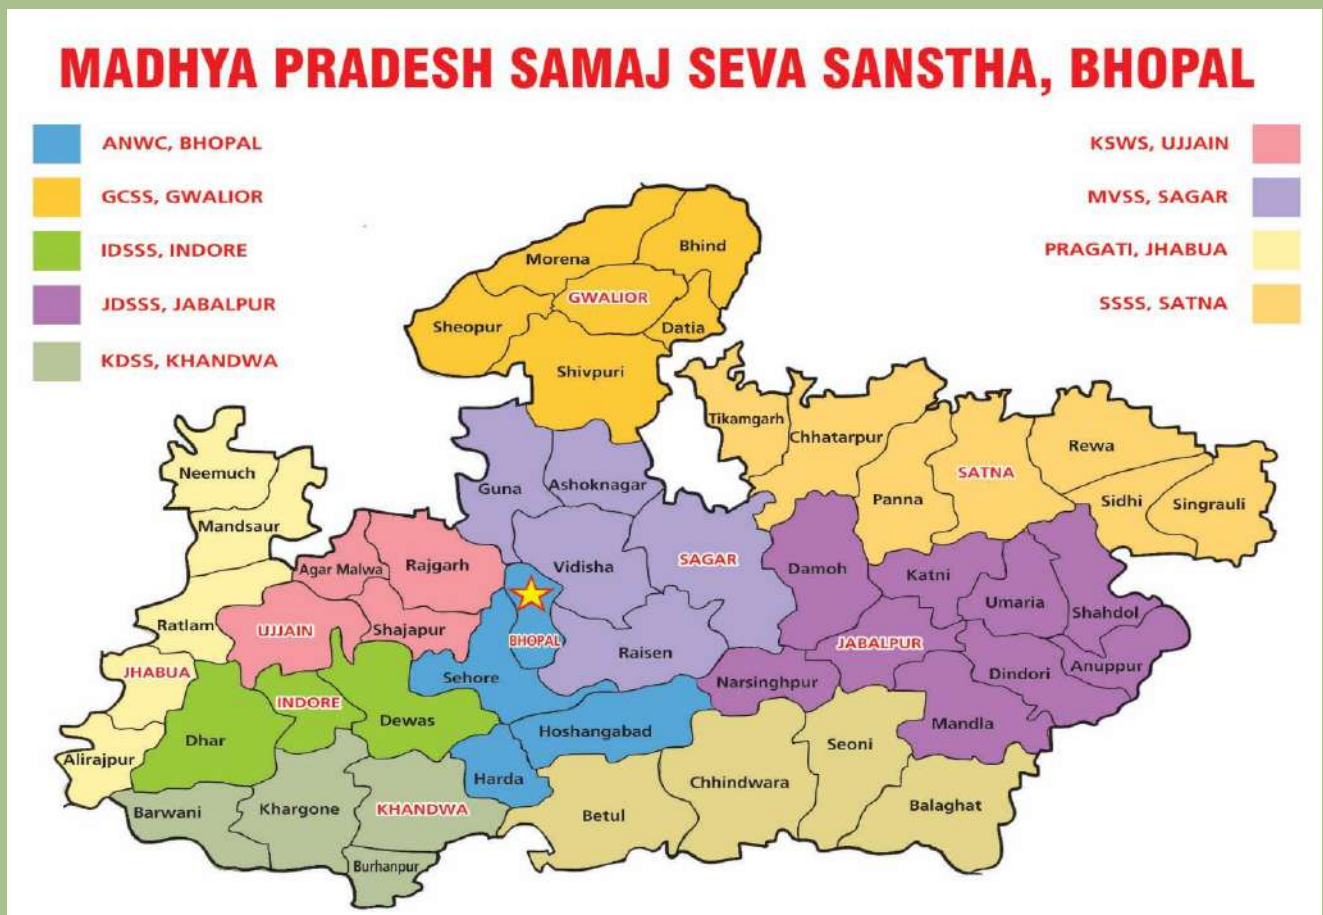 MADHYA PRADESH SAMAJ SEVA SANSTHA, BHOPAL
ANWC, BHOPAL
GCSS, GWALIOR
IDSSS, INDORE
JDSSS, JABALPUR
KDSS, KHANDWA
KSWS, UJJAIN
MVSS, SAGAR
PRAGATI, JHABUA
SSSS, SATNA
Bhind
Morena
GWALIOR
Sheopur
Datia
Shivpuri
Tikamgarh
Chhatarpur
Rewa
Neemuch
SATNA
Guna
Ashoknagar
Panna
Sidhi
Singrauli
Mandsaur
Agar Malwa
Rajgarh
Vidisha
SAGAR
Damoh
Katni
Umaria
Shahdol
Ratlam
UJJAIN
Shajapur
BHOPAL
Raisen
JABALPUR
JHABUA
Sehore
Narsinghpur
Dindori
Anuppur
INDORE
Dewas
Mandla
Dhar
Hoshangabad
Seoni
Alirajpur
Harda
Chhindwara
Barwani
Khargone
KHANDWA
Betul
Balaghat
Burhanpur